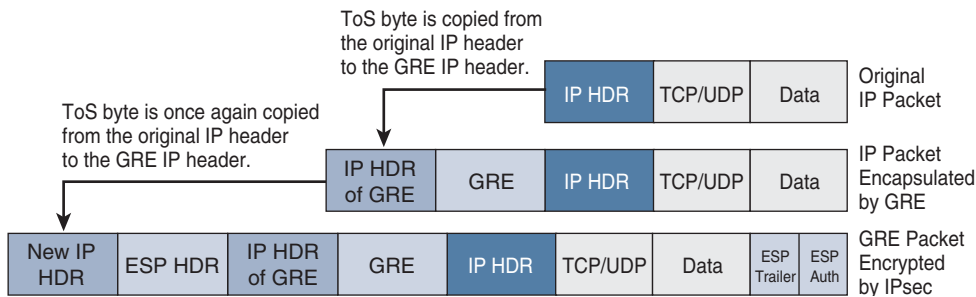 ToS byte is copied from
the original IP header
to the GRE IP header.
IP HDR
TCP/UDP
Data
Original
IP Packet
ToS byte is once again copied
from the original IP header
to the GRE IP header.
IP HDR
of GRE
GRE
IP HDR
TCP/UDP
Data
IP Packet
Encapsulated
by GRE
New IP
HDR
ESP HDR
IP HDR
of GRE
GRE
IP HDR
TCP/UDP
Data
ESP
Trailer
ESP
Auth
GRE Packet
Encrypted
by IPsec